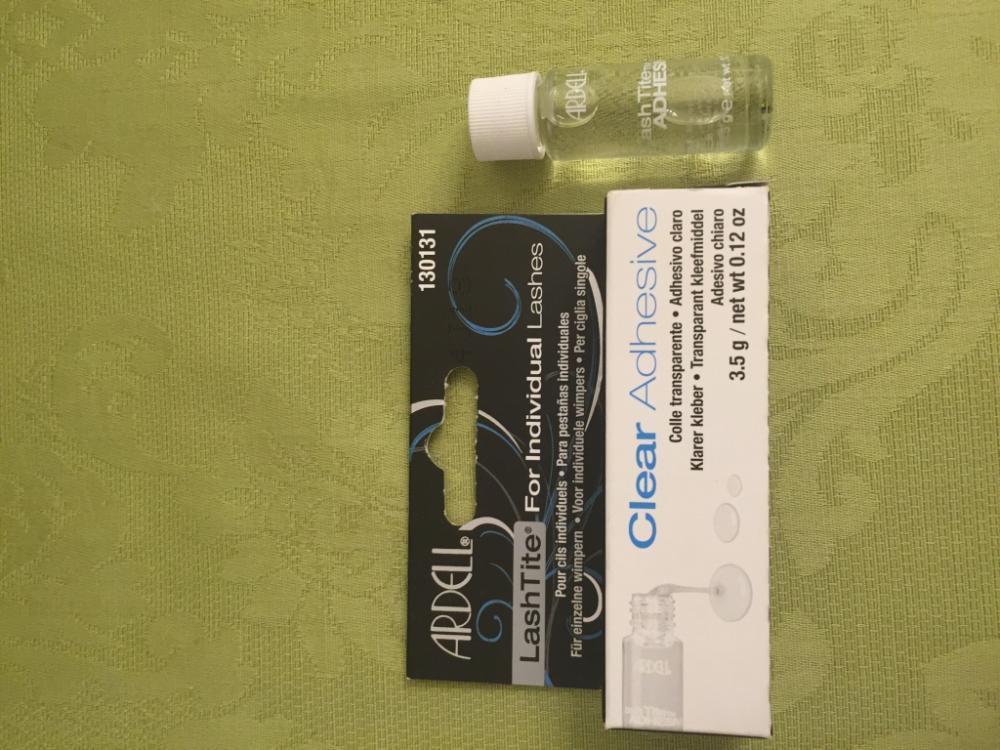 ARDELL®
130131
LashTite® For Individual Lashes
Pour cils individuels • Para pestañas individuales
Für einzelne wimpern • Voor individuele wimpers • Per ciglia singole
Clear Adhesive
Colle transparente • Adhesivo claro
Klarer kleber • Transparant kleefmiddel
Adesivo chiaro
3.5 g / net wt 0.12 oz
ARDELL
ashTite
ADHES